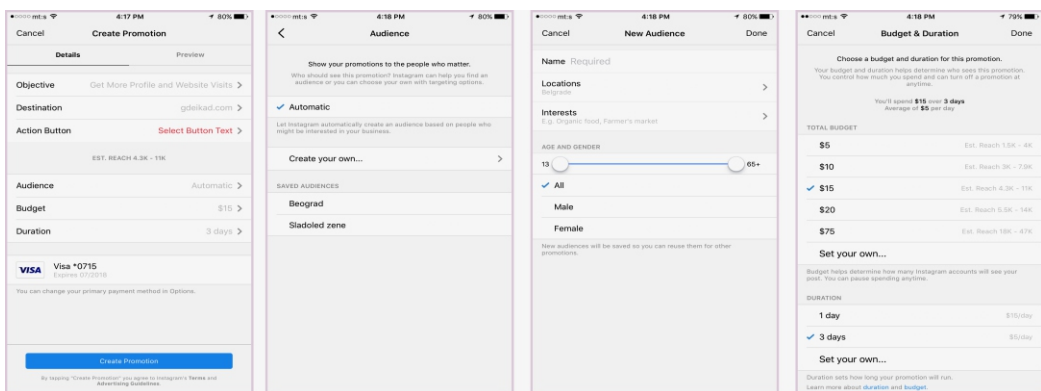 mt:s 4:17 PM 80%
Cancel Create Promotion
Details Preview
Objective Get More Profile and Website Visits >
Destination gdeikad.com >
Action Button Select Button Text >
EST. REACH 4.3K - 11K
Audience Automatic >
Budget $15 >
Duration 3 days >
VISA Visa *0715
Expires 07/2018
You can change your primary payment method in Options.
Create Promotion
By tapping "Create Promotion" you agree to Instagram's Terms and
Advertising Guidelines.
mt:s 4:18 PM 80%
Audience
Show your promotions to the people who matter.
Who should see this promotion? Instagram can help you find an
audience or you can choose your own with targeting options.
Automatic
Let Instagram automatically create an audience based on people who
might be interested in your business.
Create your own... >
SAVED AUDIENCES
Beograd
Sladoled zene
mt:s 4:18 PM 80%
Cancel New Audience Done
Name Required
Locations
Belgrade
Interests
E.g. Organic food, Farmer's market
AGE AND GENDER
13 65+
All
Male
Female
New audiences will be saved so you can reuse them for other
promotions.
mt:s 4:18 PM 79%
Cancel Budget & Duration Done
Choose a budget and duration for this promotion.
Your budget and duration helps determine who sees this promotion.
You control how much you spend and can turn off a promotion at
anytime.
You'll spend $15 over 3 days
Average of $5 per day
TOTAL BUDGET
$5 Est. Reach 1.5K - 4K
$10 Est. Reach 3K - 7.9K
$15 Est. Reach 4.3K - 11K
$20 Est. Reach 5.5K - 14K
$75 Est. Reach 18K - 47K
Set your own...
Budget helps determine how many Instagram accounts will see your
post. You can pause spending anytime.
DURATION
1 day $15/day
3 days $5/day
Set your own...
Duration sets how long your promotion will run.
Learn more about duration and budget.